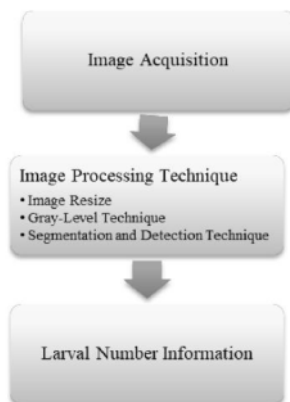 Image Acquisition
Image Processing Technique
• Image Resize
• Gray-Level Technique
• Segmentation and Detection Technique
Larval Number Information